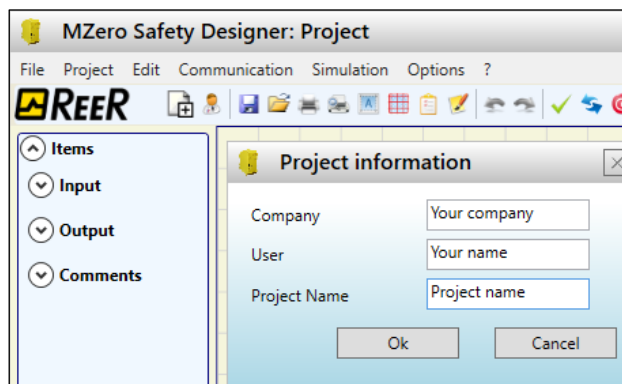 MZero Safety Designer: Project
File Project Edit Communication Simulation Options ?
REER
Items
Input
Output
Comments
Project information
Company Your company
User Your name
Project Name Project name
Ok Cancel